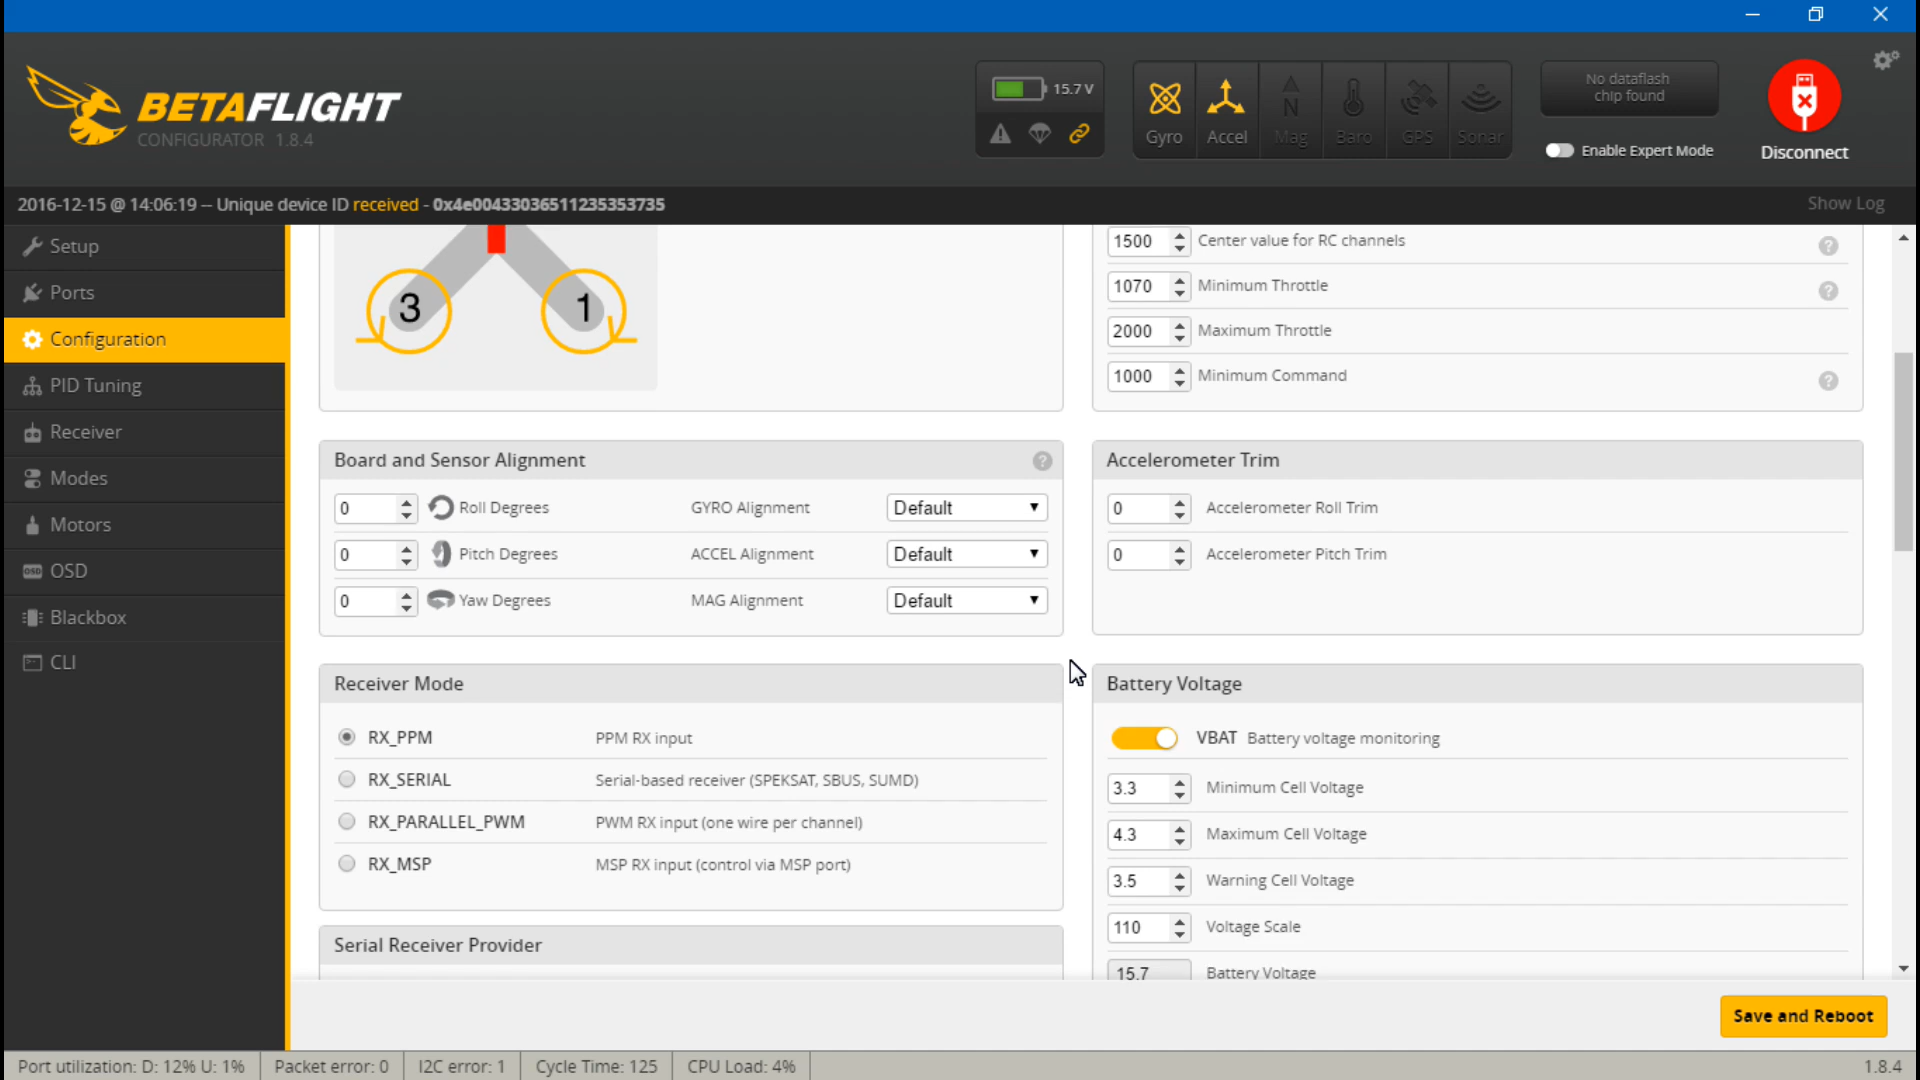 BETAFLIGHT
CONFIGURATOR 1.8.4
15.7 V
Gyro
Accel
Mag
Baro
GPS
Sonar
No dataflash
chip found
Enable Expert Mode
Disconnect
2016-12-15 @ 14:06:19 -- Unique device ID received - 0x4e00433036511235353735
Show Log
Setup
Ports
Configuration
PID Tuning
Receiver
Modes
Motors
OSD OSD
Blackbox
CLI
3
1
1500 Center value for RC channels ?
1070 Minimum Throttle ?
2000 Maximum Throttle
1000 Minimum Command ?
Board and Sensor Alignment ?
0 Roll Degrees GYRO Alignment Default
0 Pitch Degrees ACCEL Alignment Default
0 Yaw Degrees MAG Alignment Default
Accelerometer Trim
0 Accelerometer Roll Trim
0 Accelerometer Pitch Trim
Receiver Mode
RX_PPM PPM RX input
RX_SERIAL Serial-based receiver (SPEKSAT, SBUS, SUMD)
RX_PARALLEL_PWM PWM RX input (one wire per channel)
RX_MSP MSP RX input (control via MSP port)
Serial Receiver Provider
Battery Voltage
VBAT Battery voltage monitoring
3.3 Minimum Cell Voltage
4.3 Maximum Cell Voltage
3.5 Warning Cell Voltage
110 Voltage Scale
15.7 Battery Voltage
Save and Reboot
Port utilization: D: 12% U: 1% Packet error: 0 I2C error: 1 Cycle Time: 125 CPU Load: 4% 1.8.4